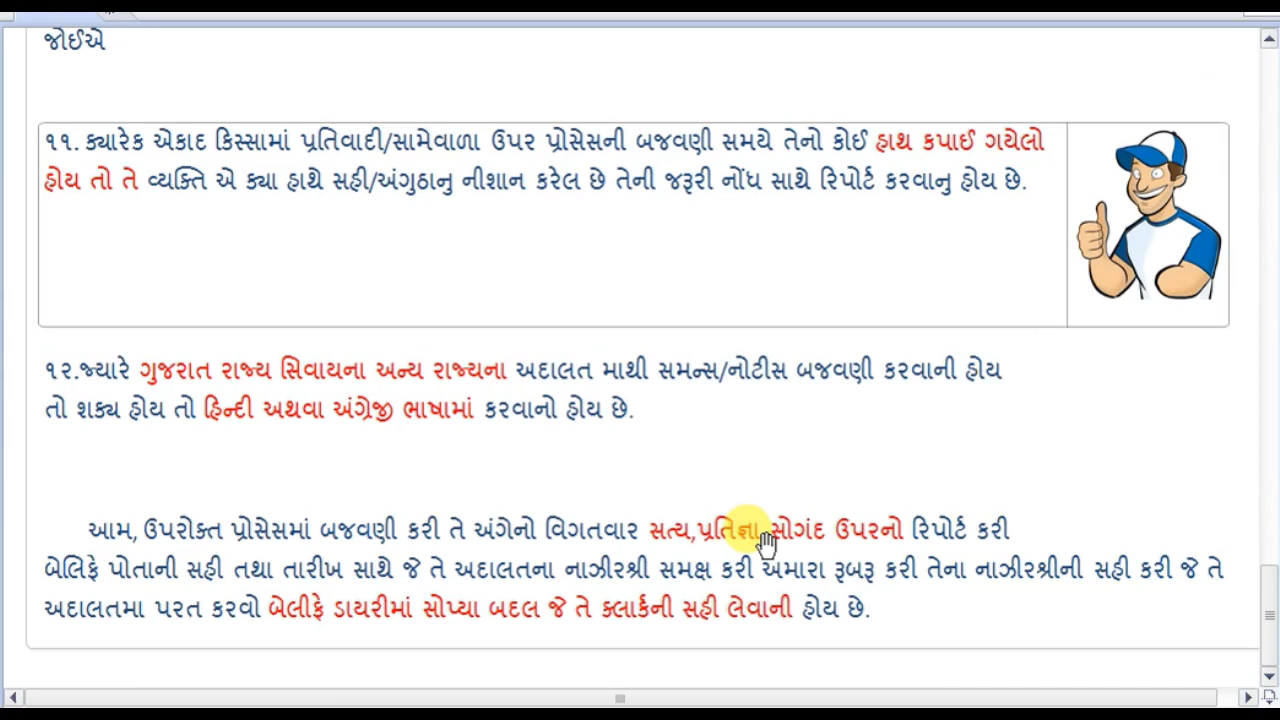 જોઈએ
૧૧. ક્યારેક એકાદ કિસ્સામાં પ્રતિવાદી/સામેવાળા ઉપર પ્રોસેસની બજવણી સમયે તેનો કોઈ હાથ કપાઈ ગયેલો
હોય તો તે વ્યક્તિ એ ક્યા હાથે સહી/અંગુઠાનુ નીશાન કરેલ છે તેની જરૂરી નોંધ સાથે રિપોર્ટ કરવાનુ હોય છે.
૧૨.જ્યારે ગુજરાત રાજ્ય સિવાયના અન્ય રાજ્યના અદાલત માથી સમન્સ/નોટીસ બજવણી કરવાની હોય
તો શક્ય હોય તો હિન્દી અથવા અંગ્રેજી ભાષામાં કરવાનો હોય છે.
આમ, ઉપરોક્ત પ્રોસેસમાં બજવણી કરી તે અંગેનો વિગતવાર સત્ય,પ્રતિજ્ઞા સોગંદ ઉપરનો રિપોર્ટ કરી
બેલિફે પોતાની સહી તથા તારીખ સાથે જે તે અદાલતના નાઝીરશ્રી સમક્ષ કરી અમારા રૂબરૂ કરી તેના નાઝીરશ્રીની સહી કરી જે તે
અદાલતમા પરત કરવો બેલીફે ડાયરીમાં સોપ્યા બદલ જે તે ક્લાર્કની સહી લેવાની હોય છે.